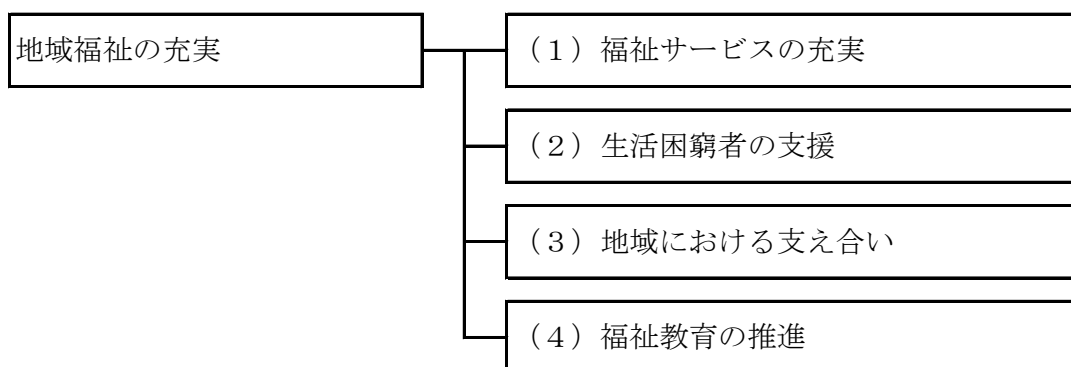 地域福祉の充実
(1)福祉サービスの充実
(2)生活困窮者の支援
(3)地域における支え合い
(4)福祉教育の推進